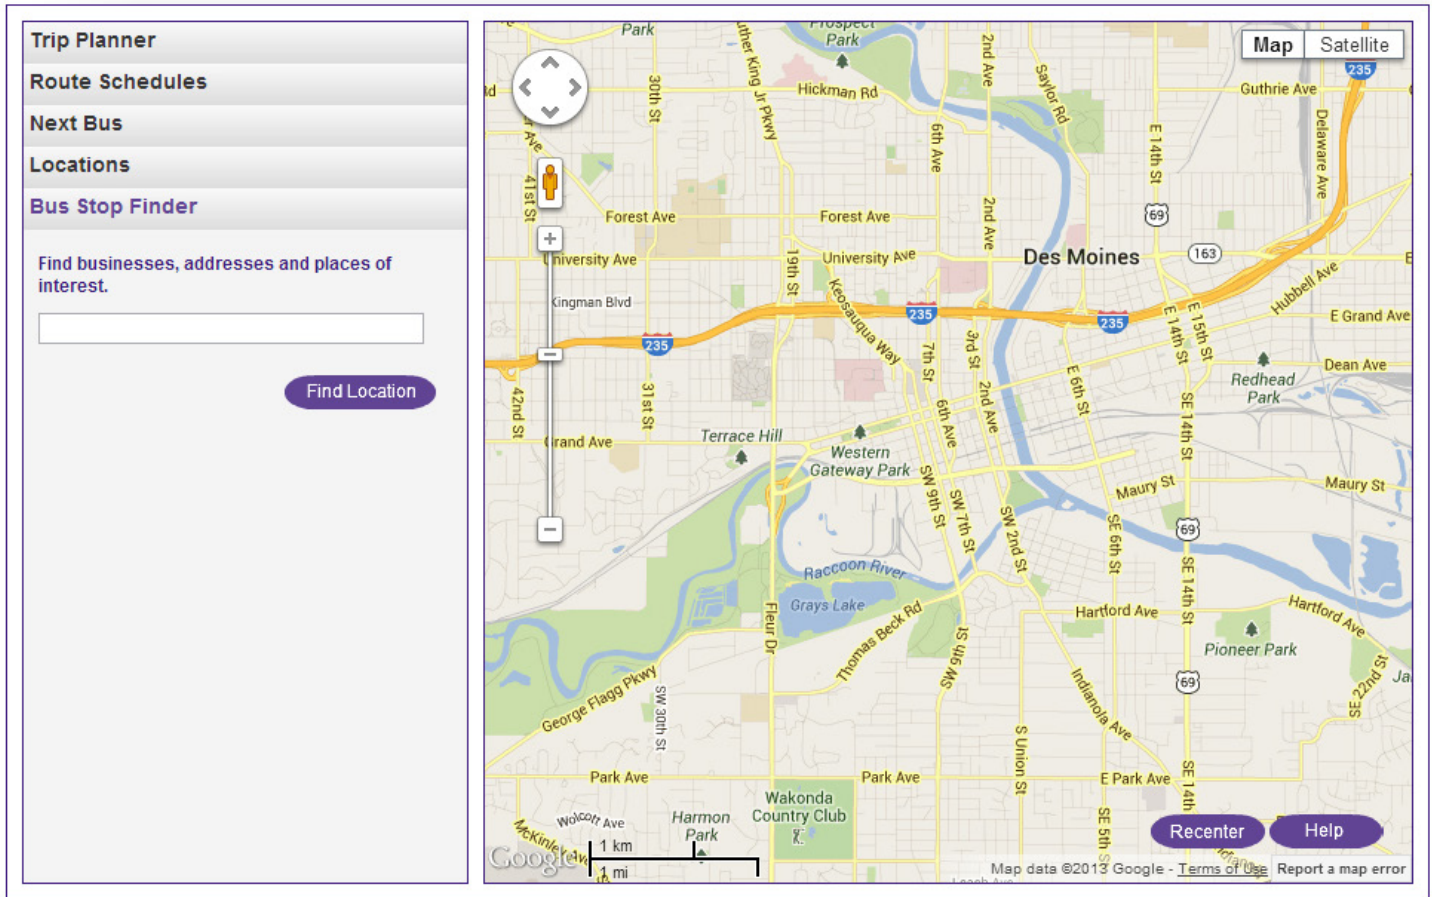 Trip Planner
Route Schedules
Next Bus
Locations
Bus Stop Finder
Find businesses, addresses and places of
interest.
Find Location
Park
Prospect
Park
Map
Satellite
235
Hickman Rd
Guthrie Ave
30th St
uther King Jr Pkwy
2nd Ave
Saylor Rd
6th Ave
E 14th St
Delaware Ave
41st St
Forest Ave
Forest Ave
2nd Ave
69
University Ave
19th St
University Ave
Des Moines
163
Hubbell Ave
Kingman Blvd
Keosauqua Way
235
235
E 14th St
E 15th St
E Grand Ave
235
7th St
3rd St
Dean Ave
Redhead
Park
42nd St
31st St
6th Ave
2nd Ave
E 6th St
SE 14th St
Grand Ave
Terrace Hill
Western
Gateway Park
SW 9th St
SW 7th St
SW 2nd St
Maury St
Maury St
SE 6th St
69
Raccoon River
SE 14th St
Grays Lake
Fleur Dr
Thomas Beck Rd
Hartford Ave
Hartford Ave
SW 9th St
Pioneer Park
George Flagg Pkwy
SW 30th St
Indianola Ave
69
SE 22nd St
Ja
S Union St
Park Ave
Park Ave
E Park Ave
SE 14th
Wakonda
Country Club
Wolcott Ave
Harmon
Park
McKinley Ave
SE 5th St
Recenter
Help
Google
1 km
1 mi
Map data ©2013 Google - Terms of Use
Report a map error